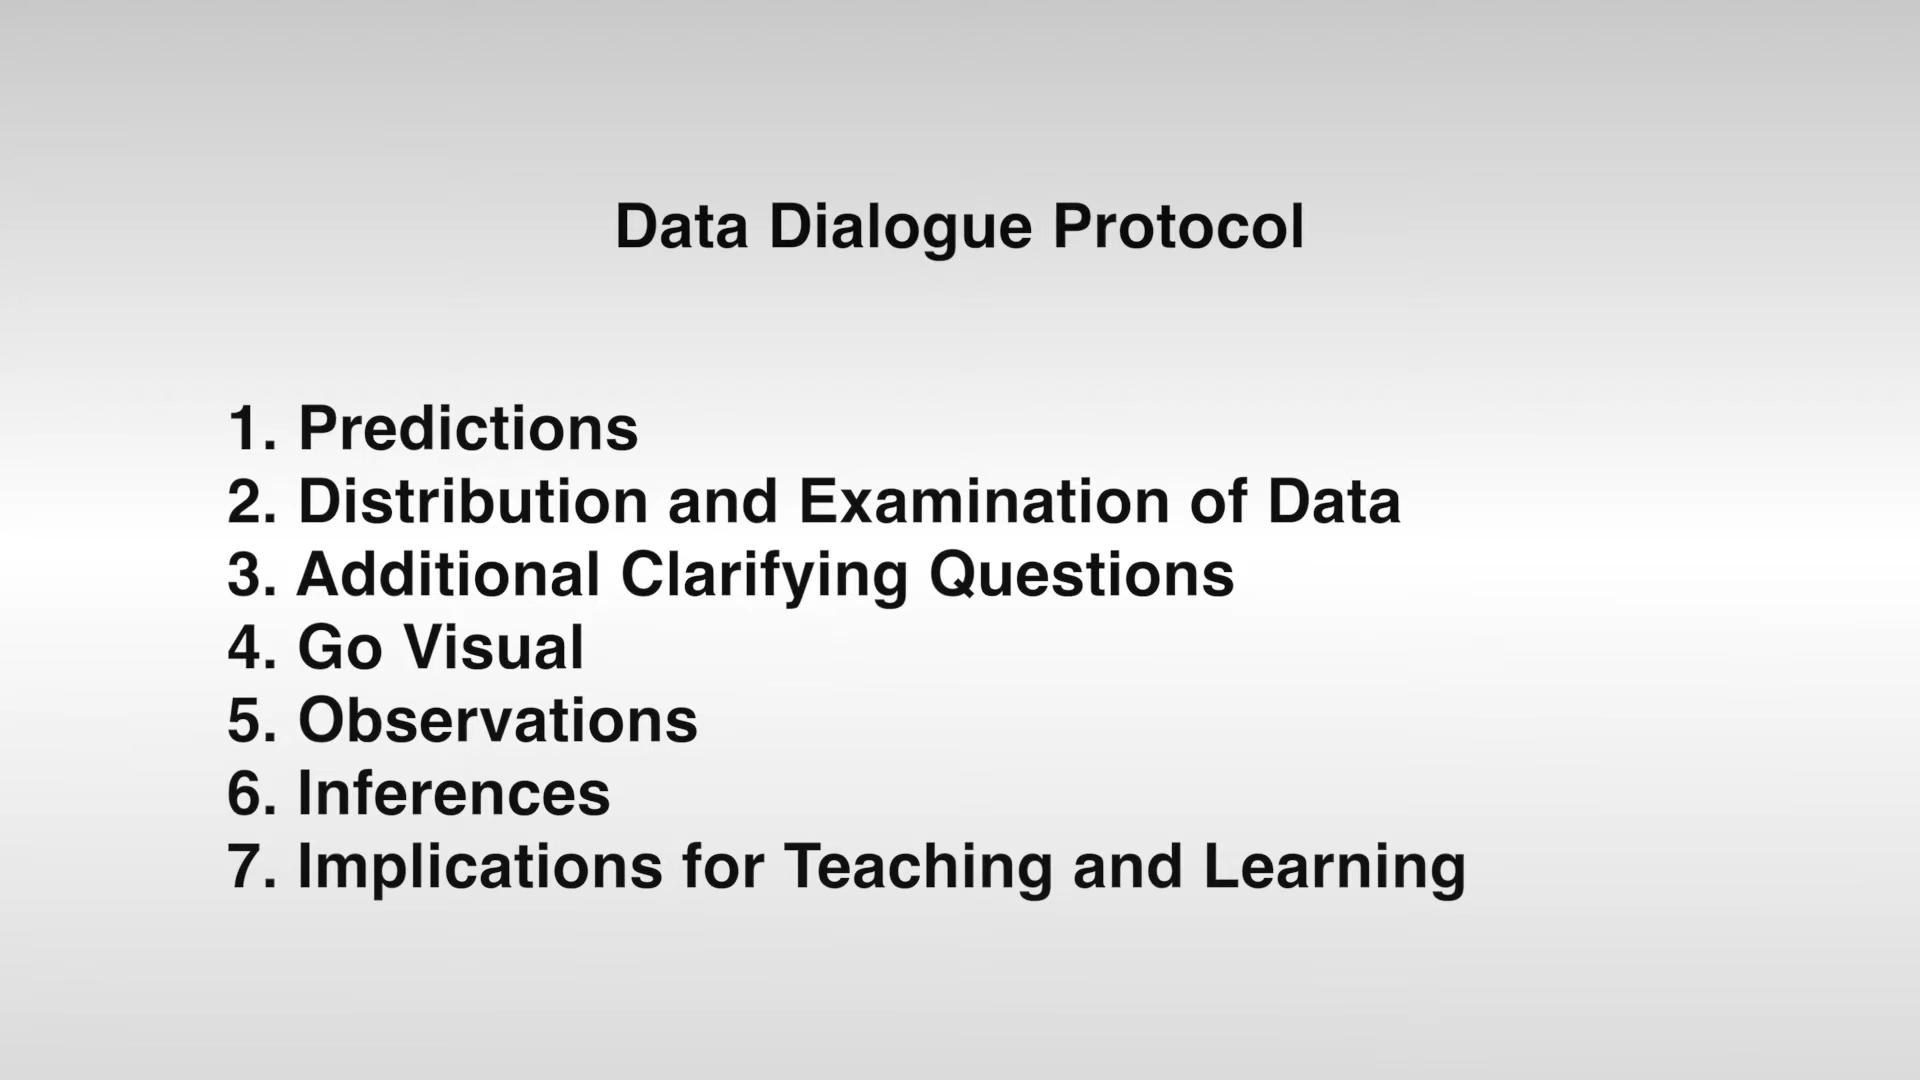 Data Dialogue Protocol
1. Predictions
2. Distribution and Examination of Data
3. Additional Clarifying Questions
4. Go Visual
5. Observations
6. Inferences
7. Implications for Teaching and Learning